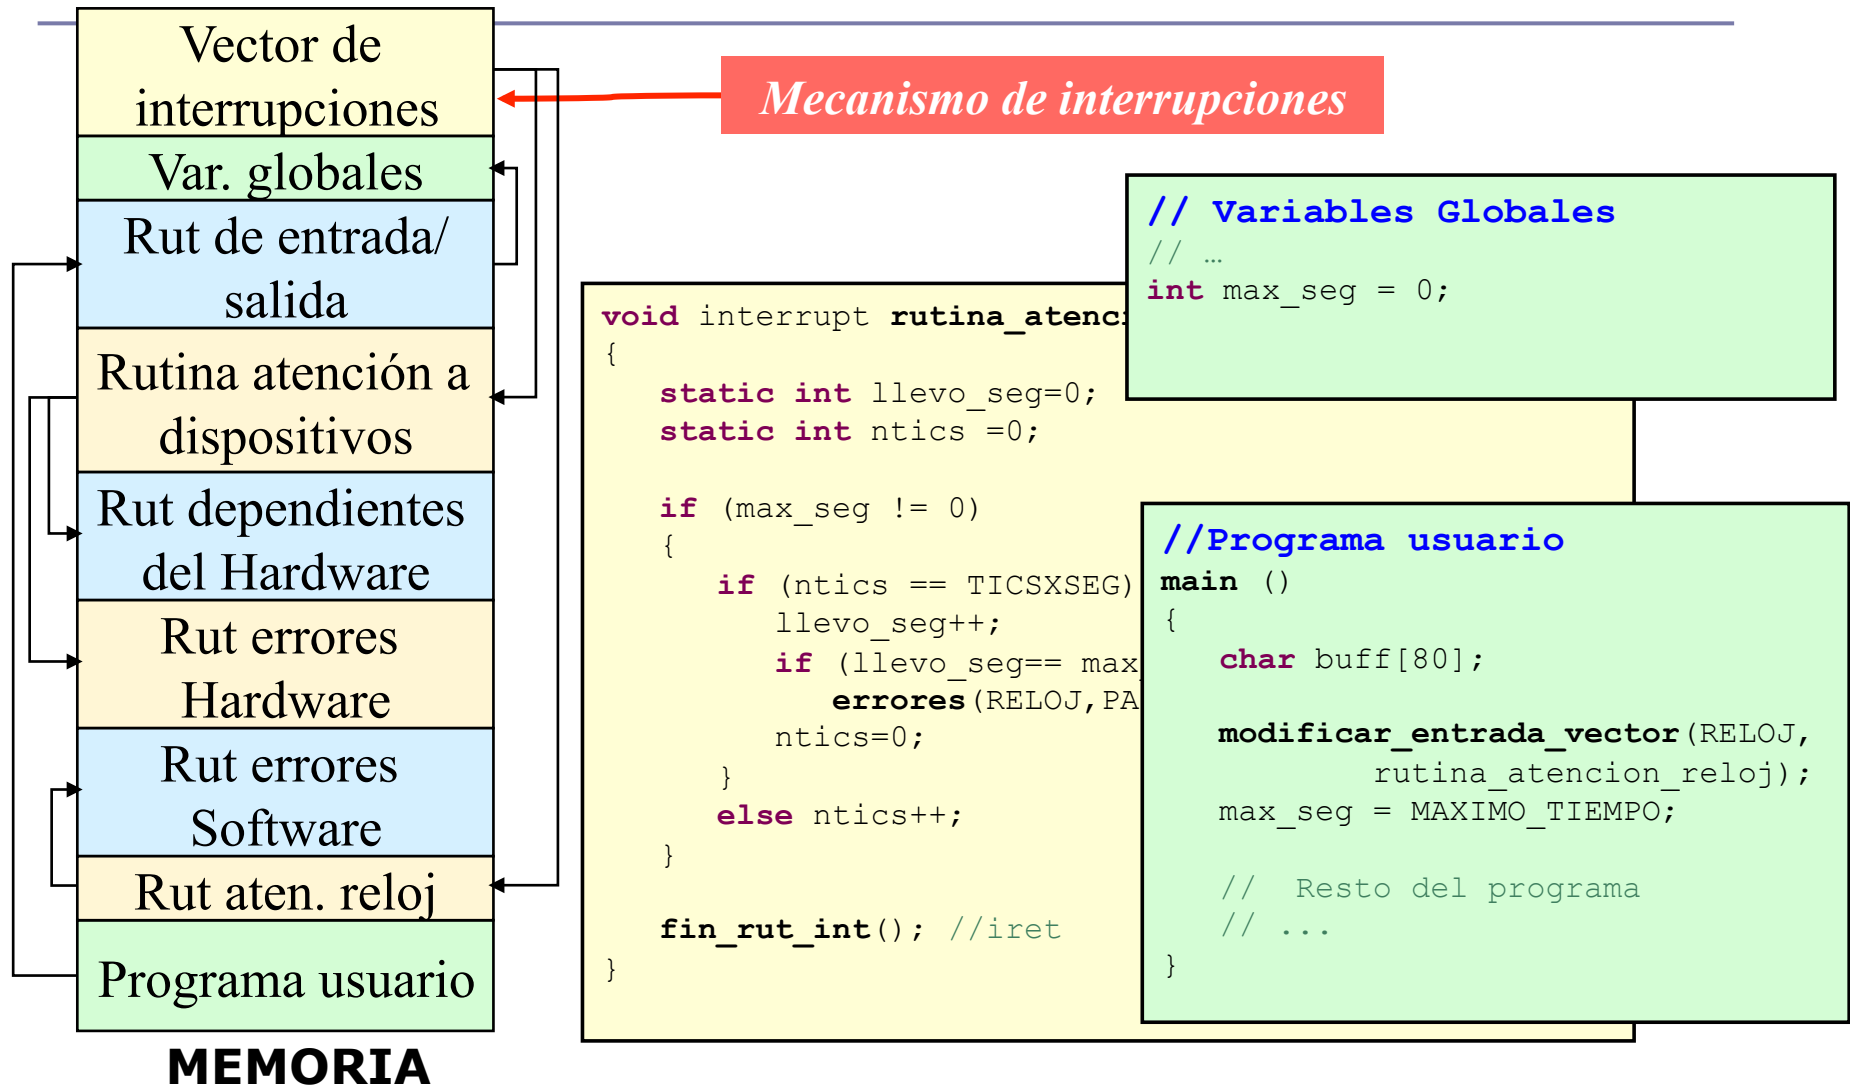 Vector de
interrupciones
Var. globales
Rut de entrada/
salida
Rutina atención a
dispositivos
Rut dependientes
del Hardware
Rut errores
Hardware
Rut errores
Software
Rut aten. reloj
Programa usuario
MEMORIA
Mecanismo de interrupciones
void interrupt rutina_atenci
{
static int llevo_seg=0;
static int ntics =0;
if (max_seg != 0)
{
if (ntics == TICSXSEG)
llevo_seg++;
if (llevo_seg== max_
errores(RELOJ,PA
ntics=0;
}
else ntics++;
}
fin_rut_int(); //iret
}
// Variables Globales
// …
int max_seg = 0;
//Programa usuario
main ()
{
char buff[80];
modificar_entrada_vector(RELOJ,
rutina_atencion_reloj);
max_seg = MAXIMO_TIEMPO;
// Resto del programa
// ...
}